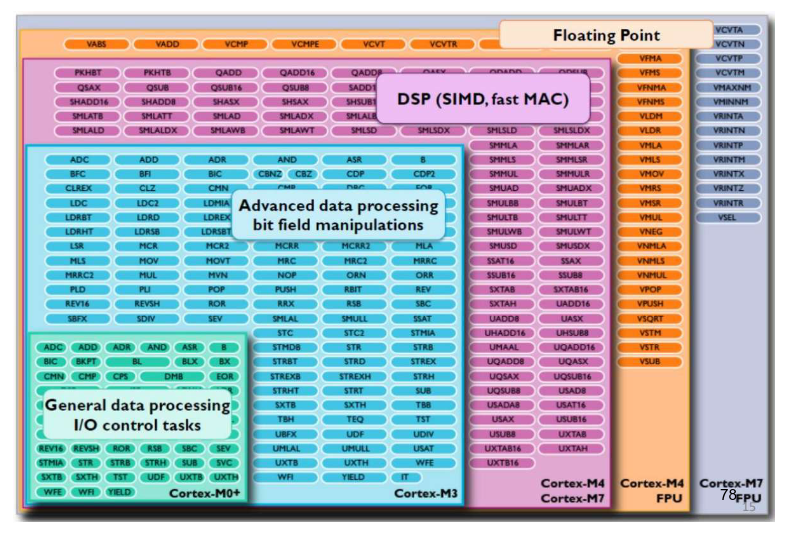 Floating Point
VABS VADD VCMP VCMPE VCVT VCVTR
VFMA
VFMS
VFNMA
VFNMS
VLDM
VLDR
VMLA
VMLS
VMOV
VMRS
VMSR
VMUL
VNEG
VNMLA
VNMLS
VNMUL
VPOP
VPUSH
VSQRT
VSTM
VSTR
VSUB
Cortex-M4
FPU
VCVTA
VCVTN
VCVTP
VCVTM
VMAXNM
VMINNM
VRINTA
VRINTN
VRINTP
VRINTM
VRINTX
VRINTZ
VRINTR
VSEL
Cortex-M7
FPU
DSP (SIMD, fast MAC)
PKHBT PKHTB QADD QADD16 QADD8
QSAX QSUB QSUB16 QSUB8
SHADD16 SHADD8 SHASX SHSAX
SMLATB SMLATT SMLAD SMLADX
SMLALD SMLALDX SMLAWB SMLAWT SMLSD SMLSDX SMLSLD SMLSLDX
SMMLA SMMLAR
SMMLS SMMLSR
SMMUL SMMULR
SMUAD SMUADX
SMULBB SMULBT
SMULTB SMULTT
SMULWB SMULWT
SMUSD SMUSDX
SSAT16 SSAX
SSUB16 SSUB8
SXTAB SXTAB16
SXTAH UADD16
UADD8 UASX
UHADD16 UHSUB8
UMAAL UQADD16
UQADD8 UQASX
UQSAX UQSUB16
UQSUB8 USAD8
USADA8 USAT16
USAX USUB16
USUB8 UXTAB
UXTAB16 UXTAH
UXTB16
Cortex-M4
Cortex-M7
ADC ADD ADR AND ASR B
BFC BFI BIC CBNZ CBZ CDP CDP2
CLREX CLZ CMN
LDC LDC2
LDRBT LDRD
LDRHT LDRSB
Advanced data processing
bit field manipulations
LSR MCR MCR2 MCRR MCRR2 MLA
MLS MOV MOVT MRC MRC2 MRRC
MRRC2 MUL MVN NOP ORN ORR
PLD PLI POP PUSH RBIT REV
REV16 REVSH ROR RRX RSB SBC
SBFX SDIV SEV SMLAL SMULL SSAT
STC STC2 STMIA
STMDB STR STRB
STRBT STRD STREX
STREXB STREXH STRH
STRHT STRT SUB
SXTB SXTH TBB
TBH TEQ TST
UBFX UDF UDIV
UMLAL UMULL USAT
UXTB UXTH WFE
WFI YIELD IT
Cortex-M3
ADC ADD ADR AND ASR B
BIC BKPT BL BLX BX
CMN CMP CPS DMB EOR
General data processing
I/O control tasks
REV16 REVSH ROR RSB SBC SEV
STMIA STR STRB STRH SUB SVC
SXTB SXTH TST UDF UXTB UXTH
WFE WFI YIELD
Cortex-M0+
78
15